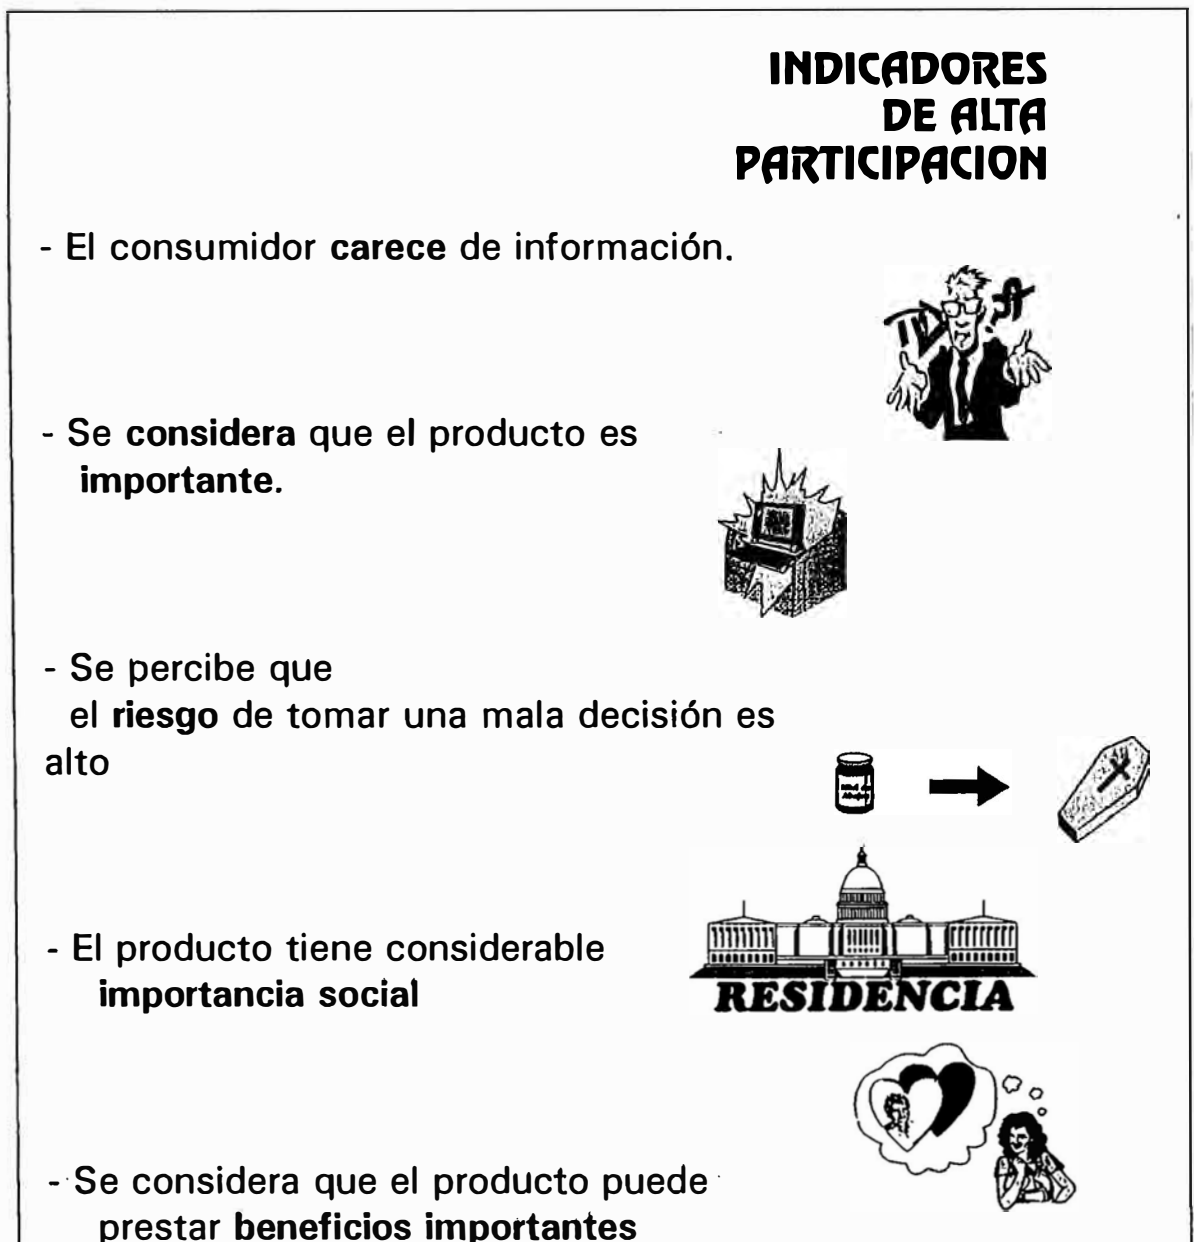 INDICADORES
DE ALTA
PARTICIPACION
- El consumidor carece de información.
- Se considera que el producto es
importante.
- Se percibe que
el riesgo de tomar una mala decisión es
alto
- El producto tiene considerable
importancia social
RESIDENCIA
- Se considera que el producto puede
prestar beneficios importantes